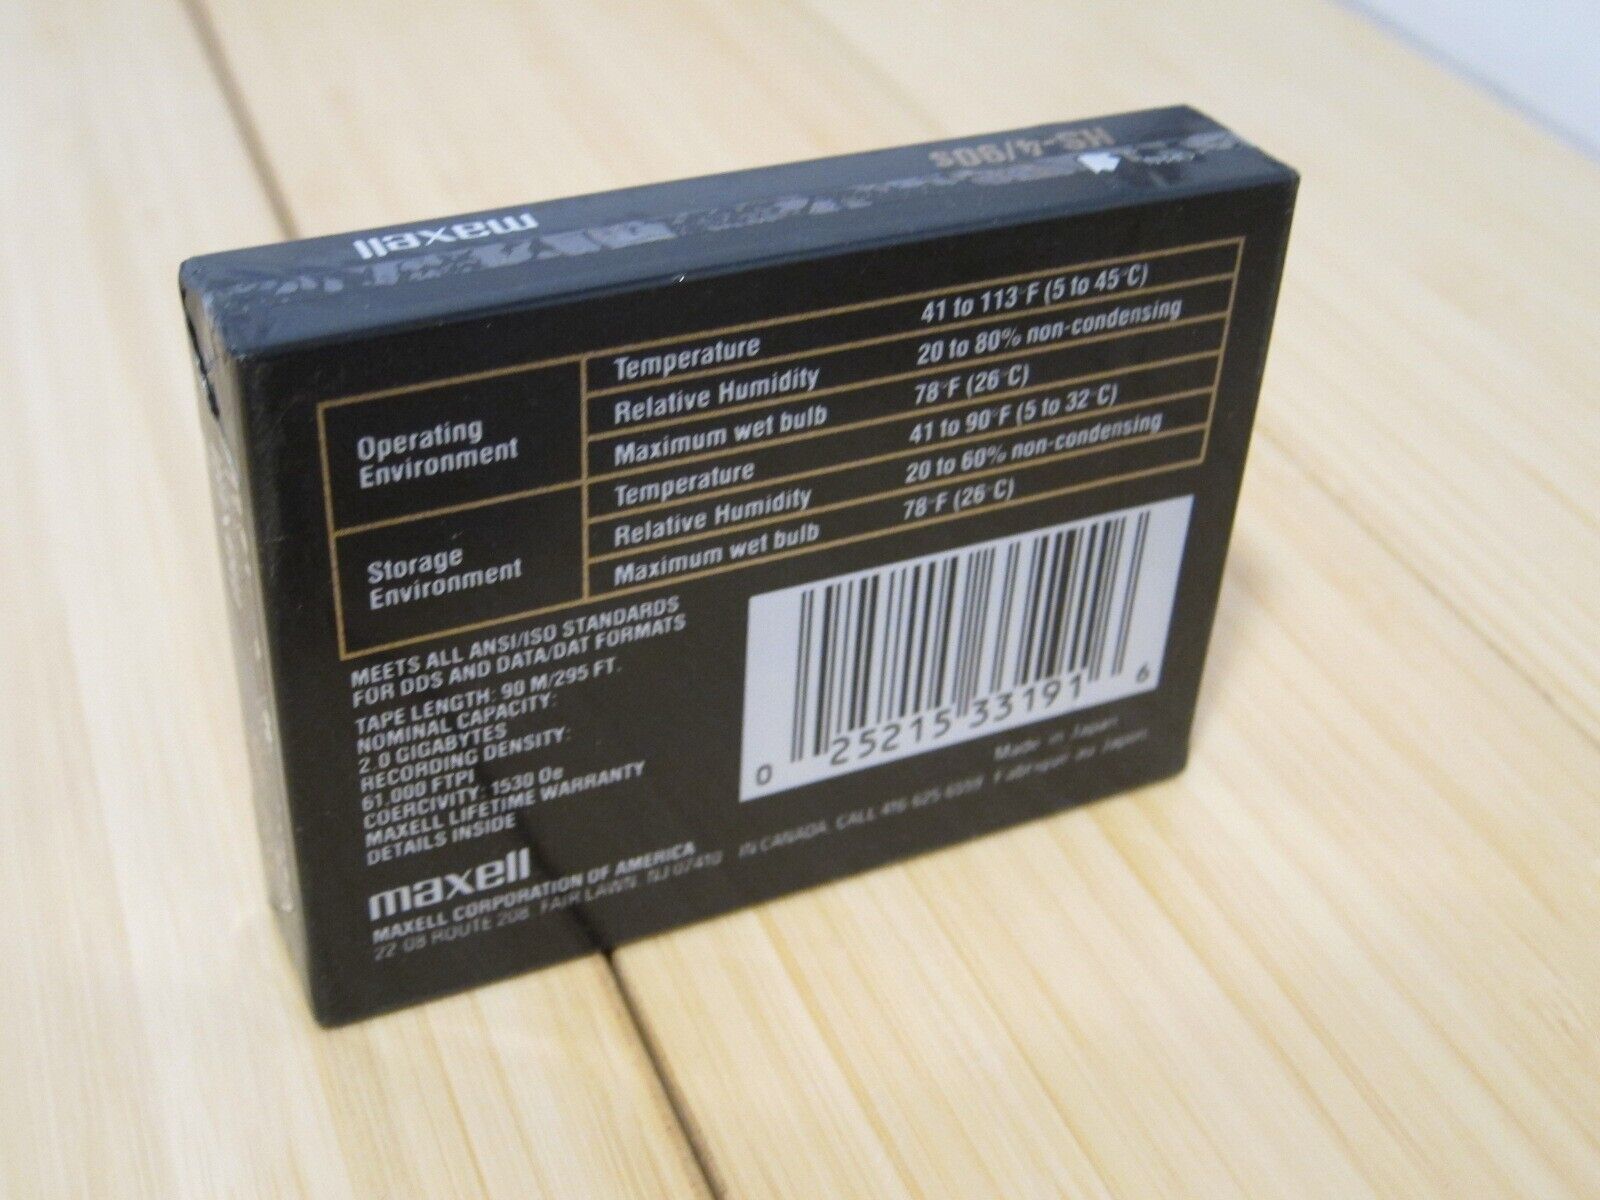 HS-4/90s
maxell
Operating Environment
Temperature 41 to 113°F (5 to 45°C)
Relative Humidity 20 to 80% non-condensing
Maximum wet bulb 78°F (26°C)
Storage Environment
Temperature 41 to 90°F (5 to 32°C)
Relative Humidity 20 to 60% non-condensing
Maximum wet bulb 78°F (26°C)
MEETS ALL ANSI/ISO STANDARDS
FOR DDS AND DATA/DAT FORMATS
TAPE LENGTH: 90 M/295 FT.
NOMINAL CAPACITY:
2.0 GIGABYTES
RECORDING DENSITY:
61,000 FTPI
COERCIVITY: 1530 Oe
MAXELL LIFETIME WARRANTY
DETAILS INSIDE
0 25215 33191 6
Made in Japan
Fabriqué au Japon
maxell
MAXELL CORPORATION OF AMERICA
22-08 ROUTE 208, FAIR LAWN, NJ 07410 IN CANADA, CALL 416-625-6559